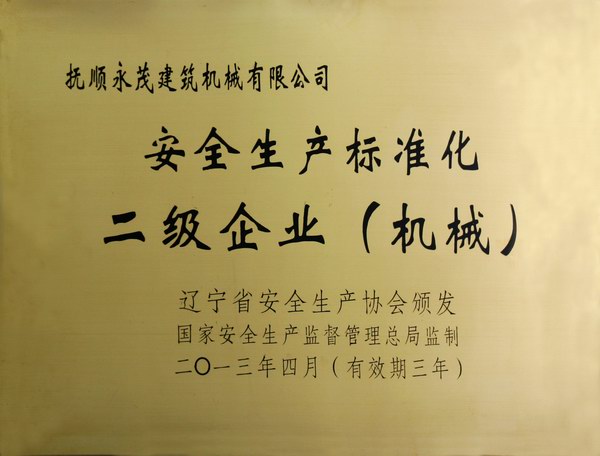 抚顺永茂建筑机械有限公司
安全生产标准化
二级企业（机械）
辽宁省安全生产协会颁发
国家安全生产监督管理总局监制
二〇一三年四月（有效期三年）